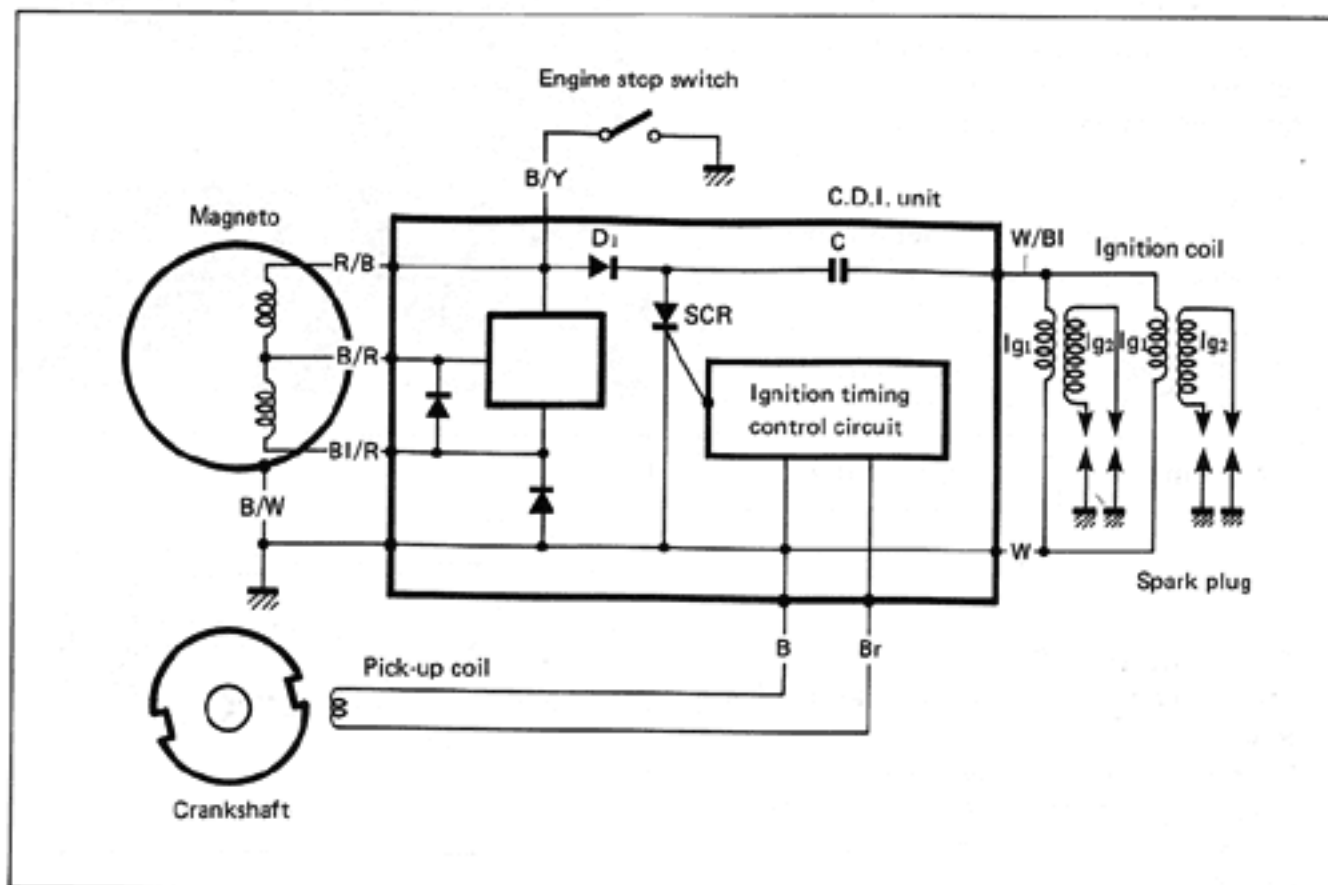 Engine stop switch
B/Y
C.D.I. unit
Magneto
R/B
D₁
C
W/Bl
Ignition coil
SCR
B/R
Ig₁
Ig₂
Ig₁
Ig₂
Ignition timing
control circuit
Bl/R
B/W
W
Spark plug
B
Br
Pick-up coil
Crankshaft